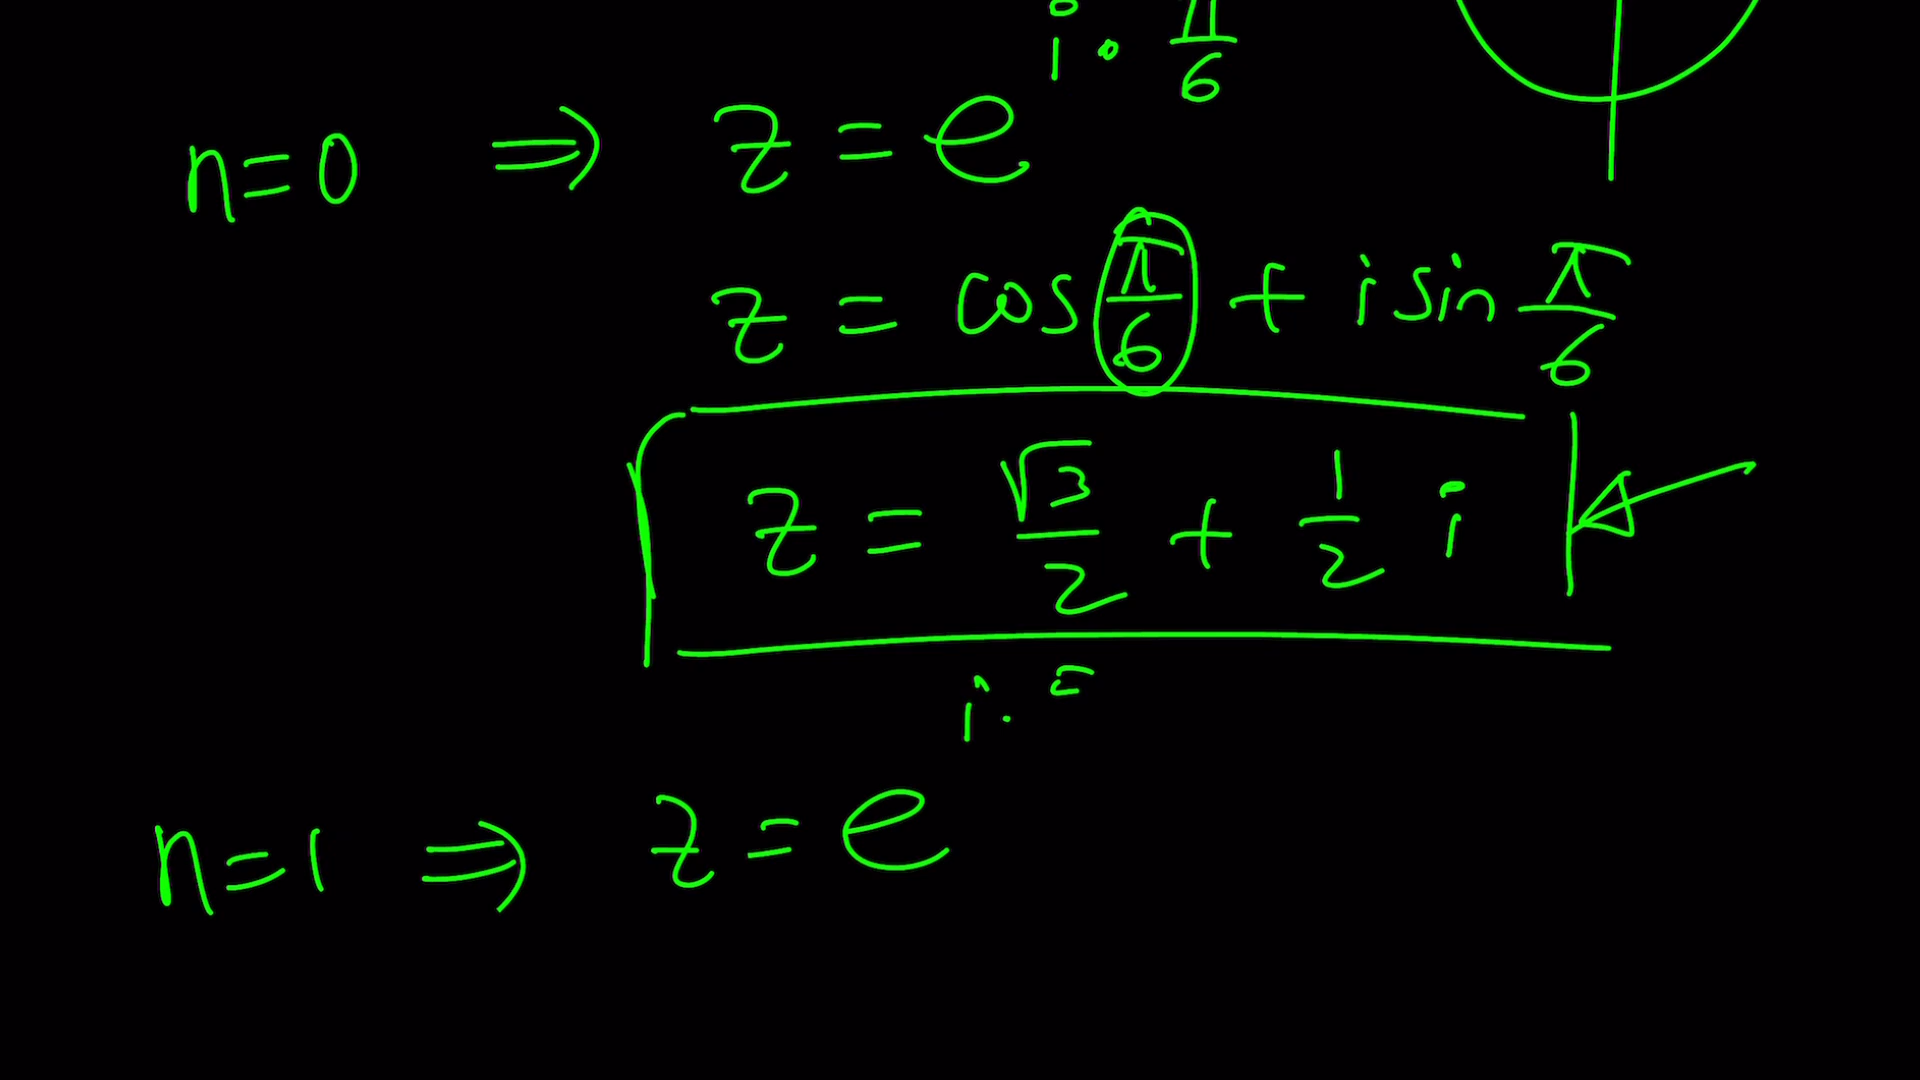 n=0 ⇒ z = e^{i·π/6}
z = cos π/6 + i sin π/6
z = √3/2 + 1/2 i
n=1 ⇒ z = e^{i·}